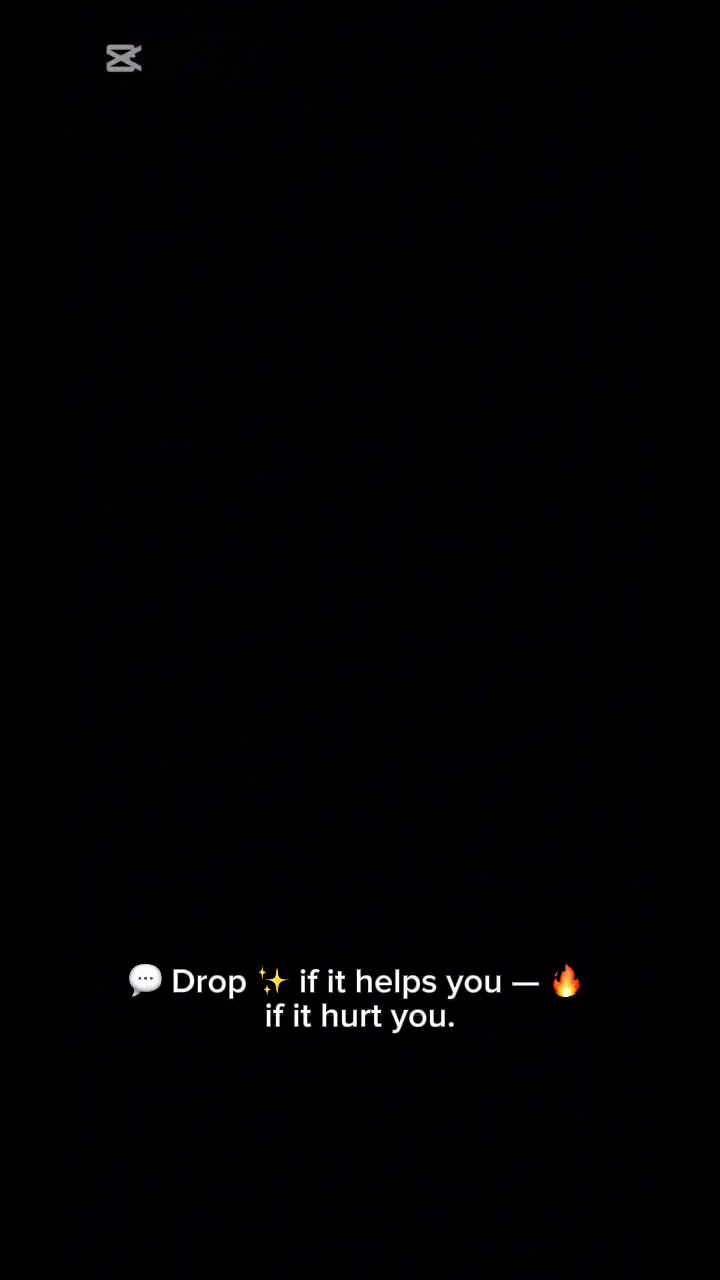 💬 Drop ✨ if it helps you — 🔥
if it hurt you.